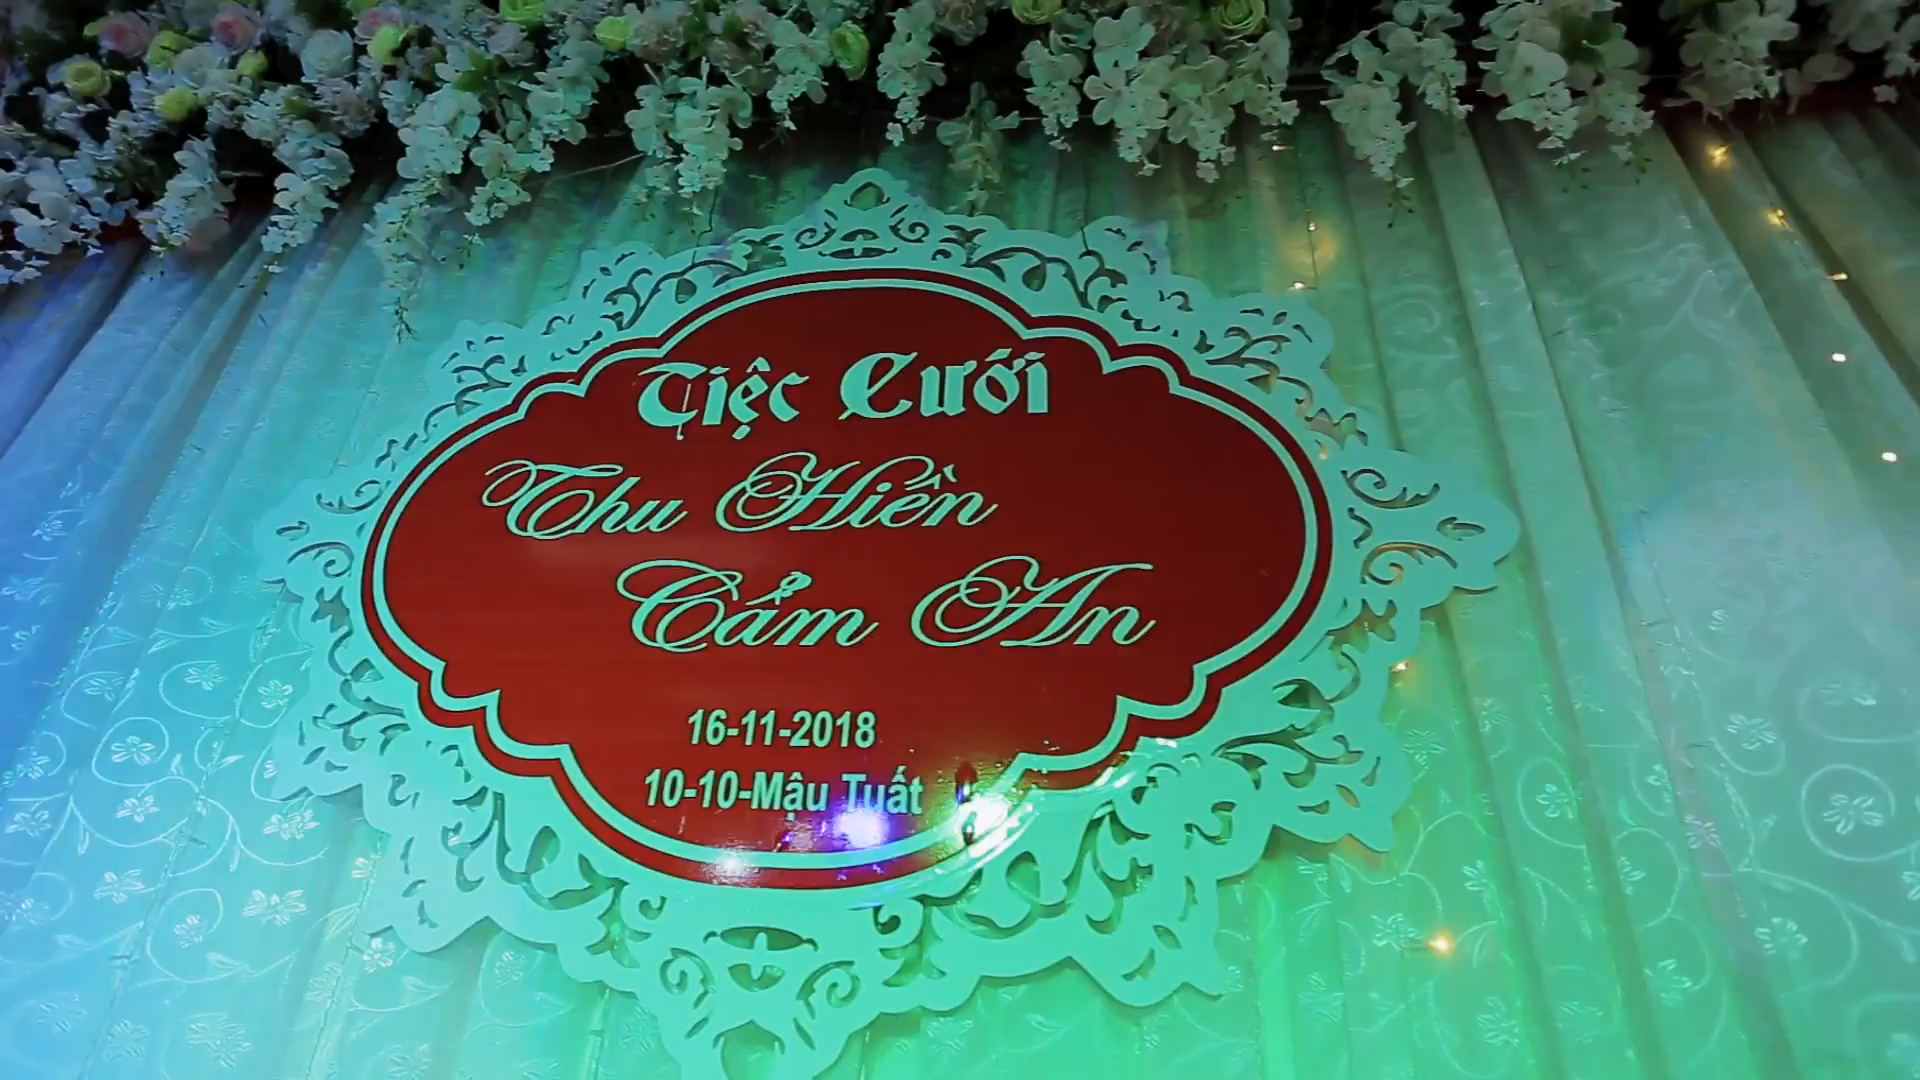 Tiệc Cưới
Thu Hiền
Cẩm An
16-11-2018
10-10-Mậu Tuất